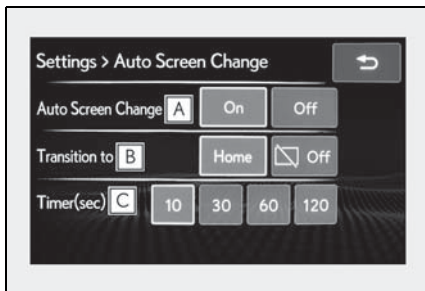 Settings > Auto Screen Change
Auto Screen Change A On Off
Transition to B Home Off
Timer(sec) C 10 30 60 120